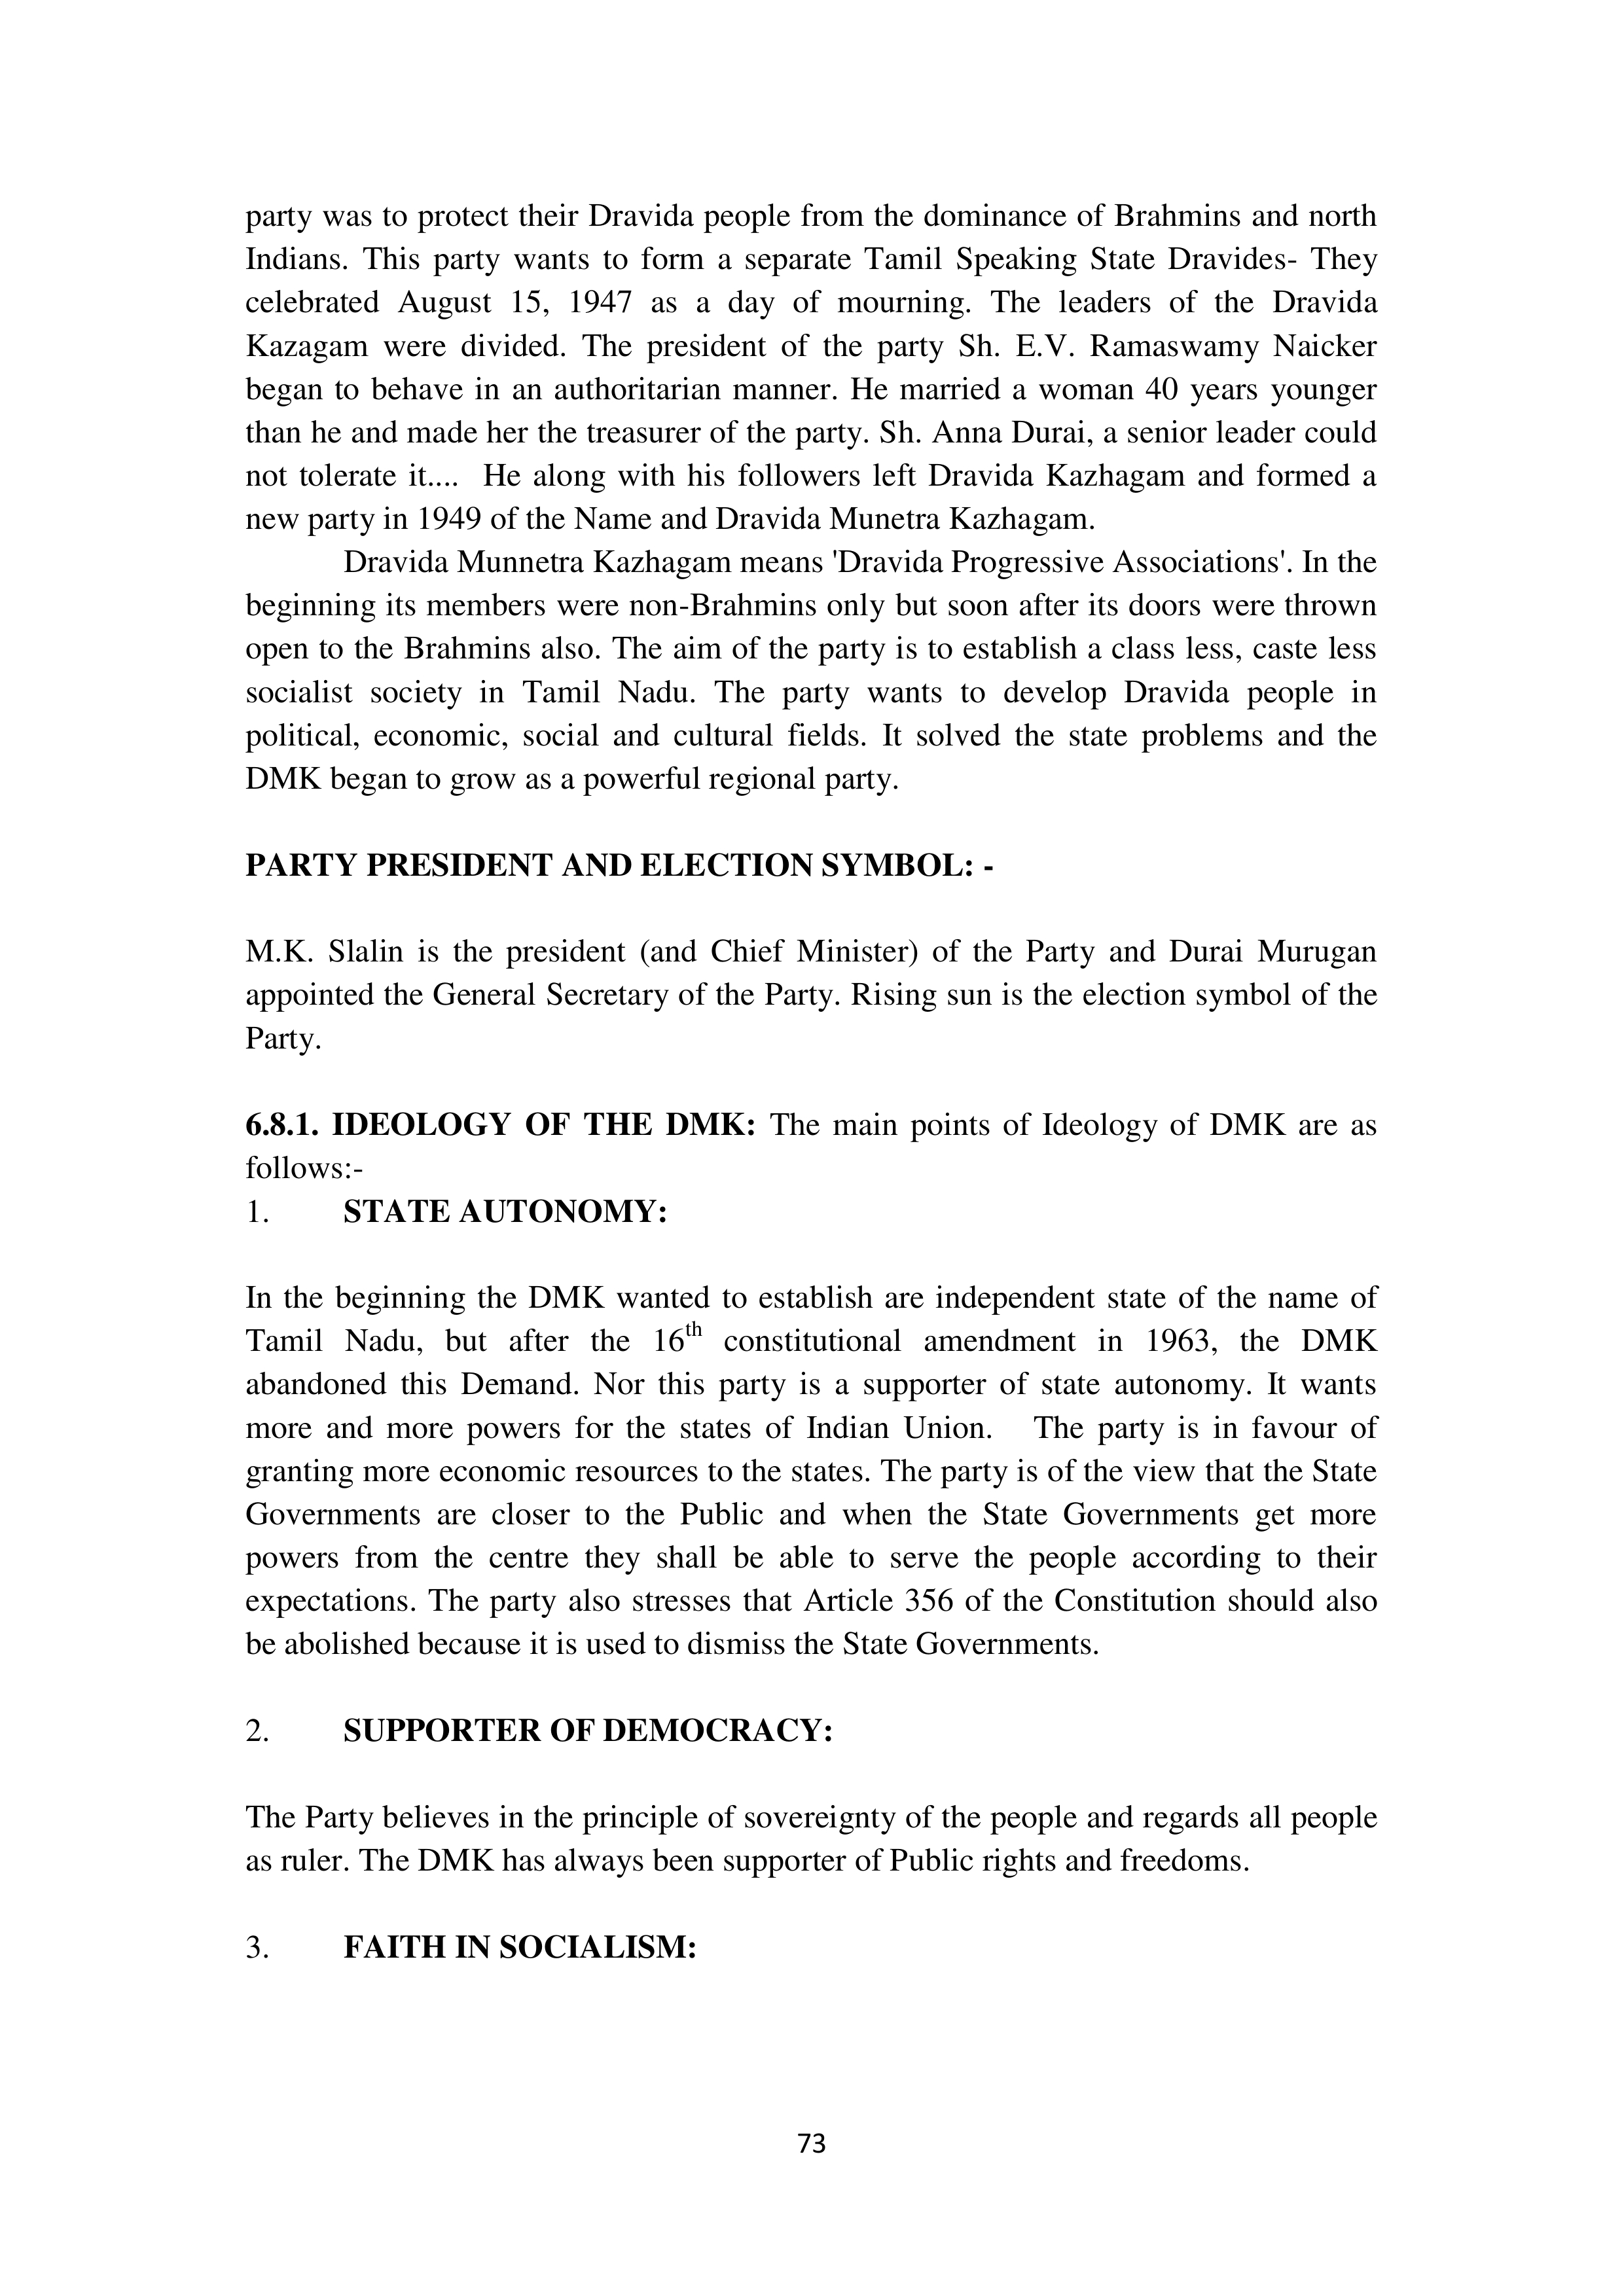 party was to protect their Dravida people from the dominance of Brahmins and north
Indians. This party wants to form a separate Tamil Speaking State Dravides- They
celebrated August 15, 1947 as a day of mourning. The leaders of the Dravida
Kazagam were divided. The president of the party Sh. E.V. Ramaswamy Naicker
began to behave in an authoritarian manner. He married a woman 40 years younger
than he and made her the treasurer of the party. Sh. Anna Durai, a senior leader could
not tolerate it.... He along with his followers left Dravida Kazhagam and formed a
new party in 1949 of the Name and Dravida Munetra Kazhagam.
Dravida Munnetra Kazhagam means 'Dravida Progressive Associations'. In the
beginning its members were non-Brahmins only but soon after its doors were thrown
open to the Brahmins also. The aim of the party is to establish a class less, caste less
socialist society in Tamil Nadu. The party wants to develop Dravida people in
political, economic, social and cultural fields. It solved the state problems and the
DMK began to grow as a powerful regional party.
PARTY PRESIDENT AND ELECTION SYMBOL: -
M.K. Slalin is the president (and Chief Minister) of the Party and Durai Murugan
appointed the General Secretary of the Party. Rising sun is the election symbol of the
Party.
6.8.1. IDEOLOGY OF THE DMK: The main points of Ideology of DMK are as
follows:-
1. STATE AUTONOMY:
In the beginning the DMK wanted to establish are independent state of the name of
Tamil Nadu, but after the 16th constitutional amendment in 1963, the DMK
abandoned this Demand. Nor this party is a supporter of state autonomy. It wants
more and more powers for the states of Indian Union. The party is in favour of
granting more economic resources to the states. The party is of the view that the State
Governments are closer to the Public and when the State Governments get more
powers from the centre they shall be able to serve the people according to their
expectations. The party also stresses that Article 356 of the Constitution should also
be abolished because it is used to dismiss the State Governments.
2. SUPPORTER OF DEMOCRACY:
The Party believes in the principle of sovereignty of the people and regards all people
as ruler. The DMK has always been supporter of Public rights and freedoms.
3. FAITH IN SOCIALISM:
73